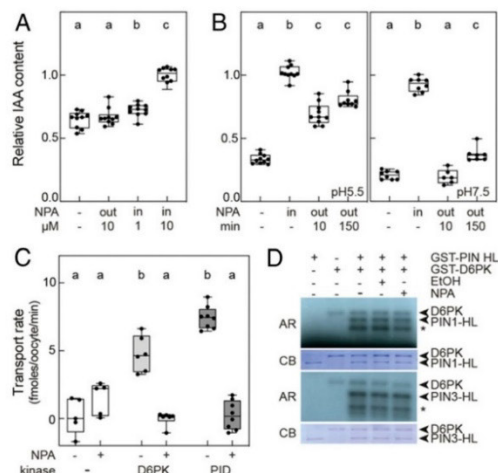 A
a a b c
Relative IAA content
1.0
0.5
0.0
NPA - out in in
µM - 10 1 10
B
a b c d a b a c
1.0
0.5
0.0
pH5.5
pH7.5
NPA - in out out - in out out
min 10 150 10 150
C
a a b a b a
Transport rate
(fmoles/oocyte/min)
10
5
0
NPA - + - + - +
kinase - D6PK PID
D
GST-PIN HL
GST-D6PK
EtOH
NPA
AR
D6PK
PIN1-HL
*
CB
D6PK
PIN1-HL
AR
D6PK
PIN3-HL
*
CB
D6PK
PIN3-HL